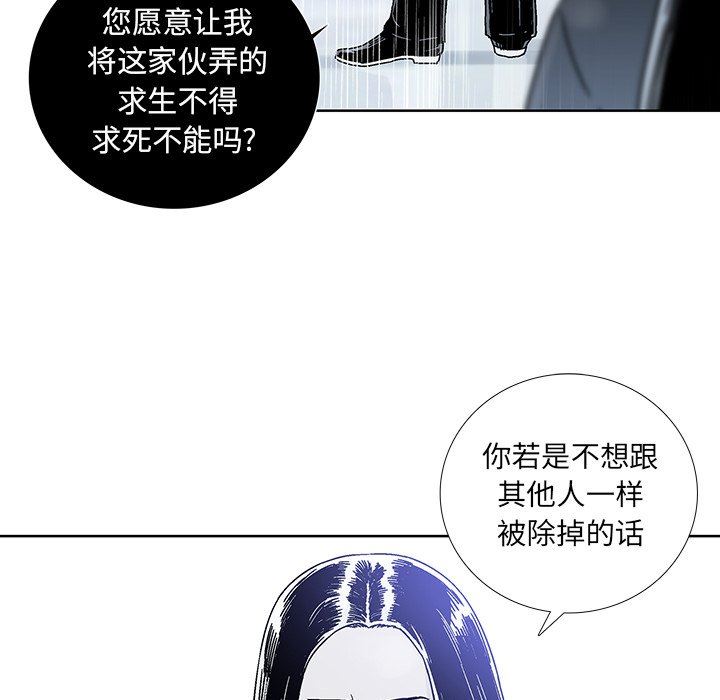 您愿意让我
将这家伙弄的
求生不得
求死不能吗?
你若是不想跟
其他人一样
被除掉的话